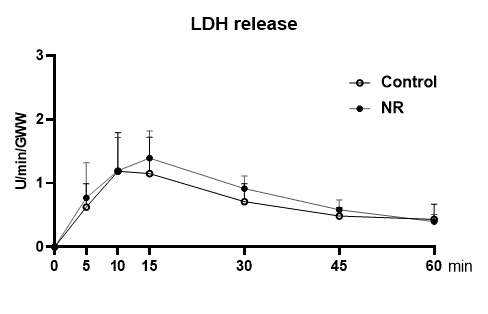 LDH release
3
2
1
0
U/min/GWW
Control
NR
0 5 10 15 30 45 60 min